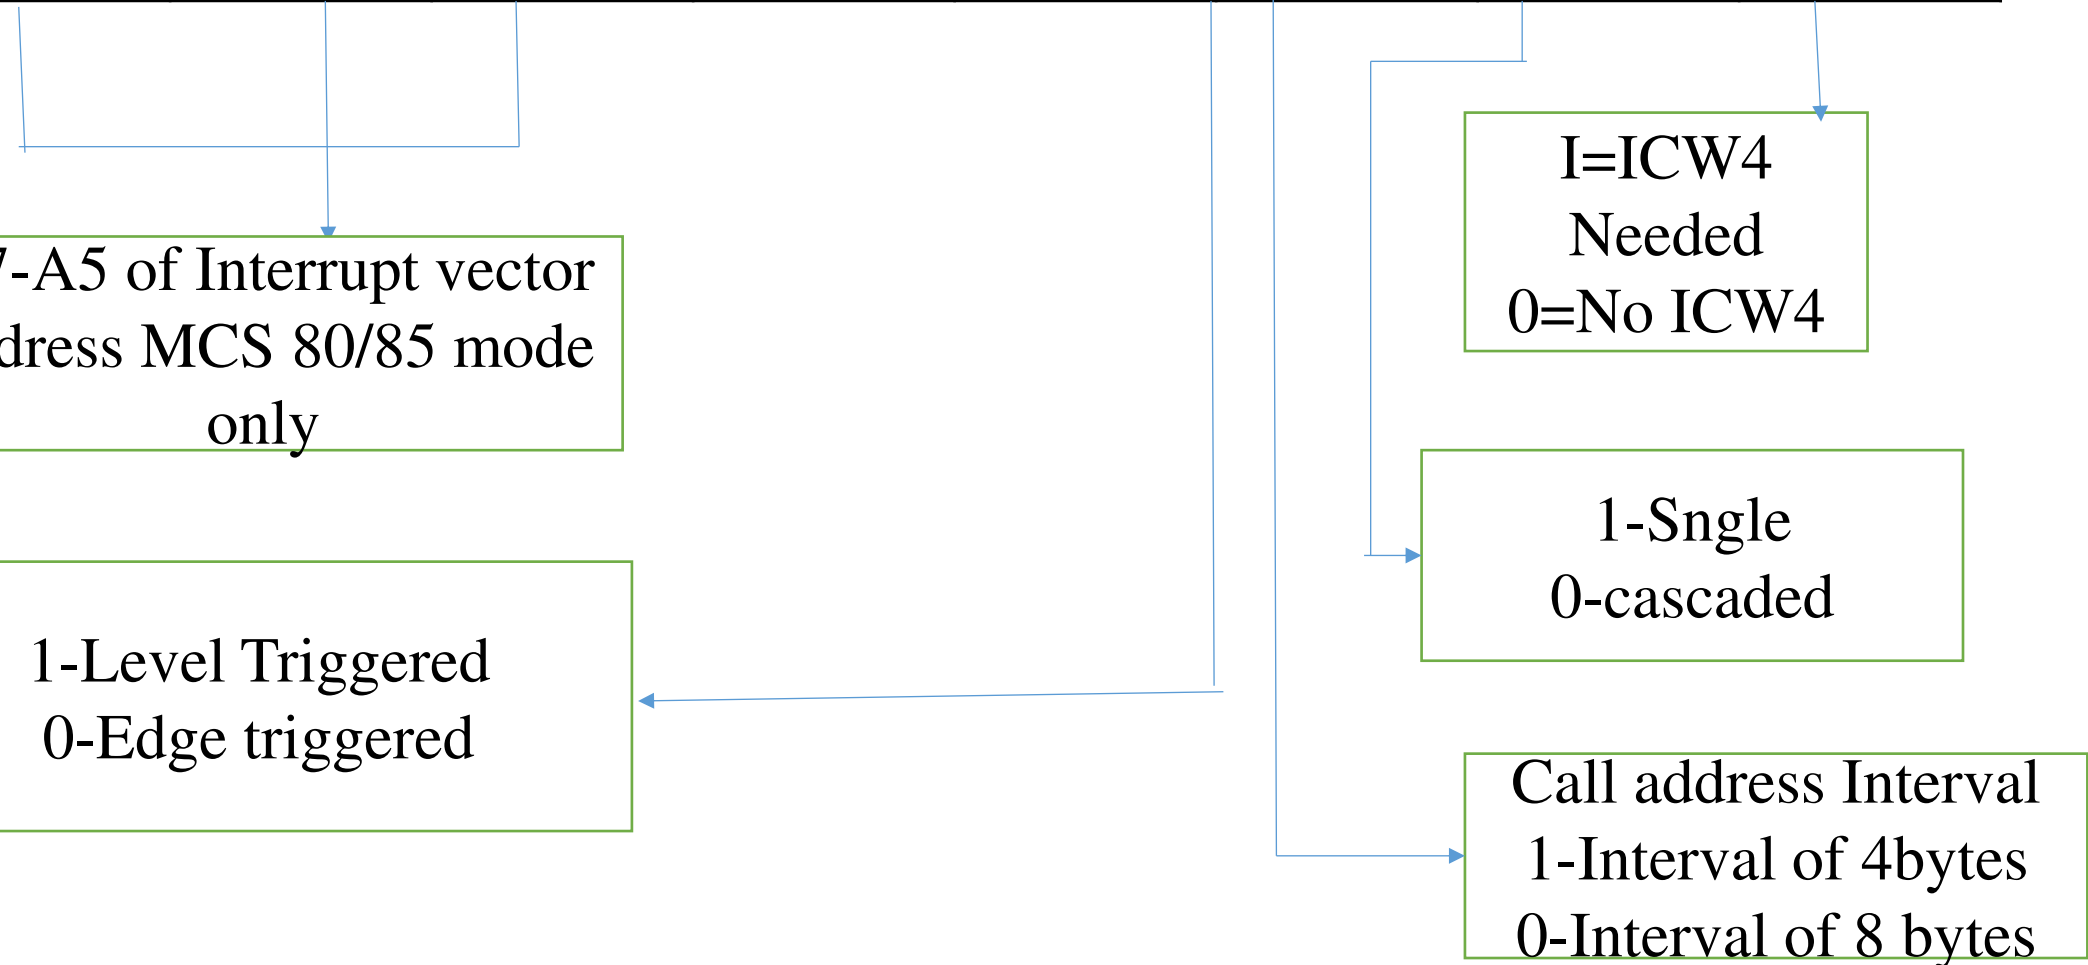 I=ICW4
Needed
0=No ICW4
7-A5 of Interrupt vector
dress MCS 80/85 mode
only
1-Sngle
0-cascaded
1-Level Triggered
0-Edge triggered
Call address Interval
1-Interval of 4bytes
0-Interval of 8 bytes